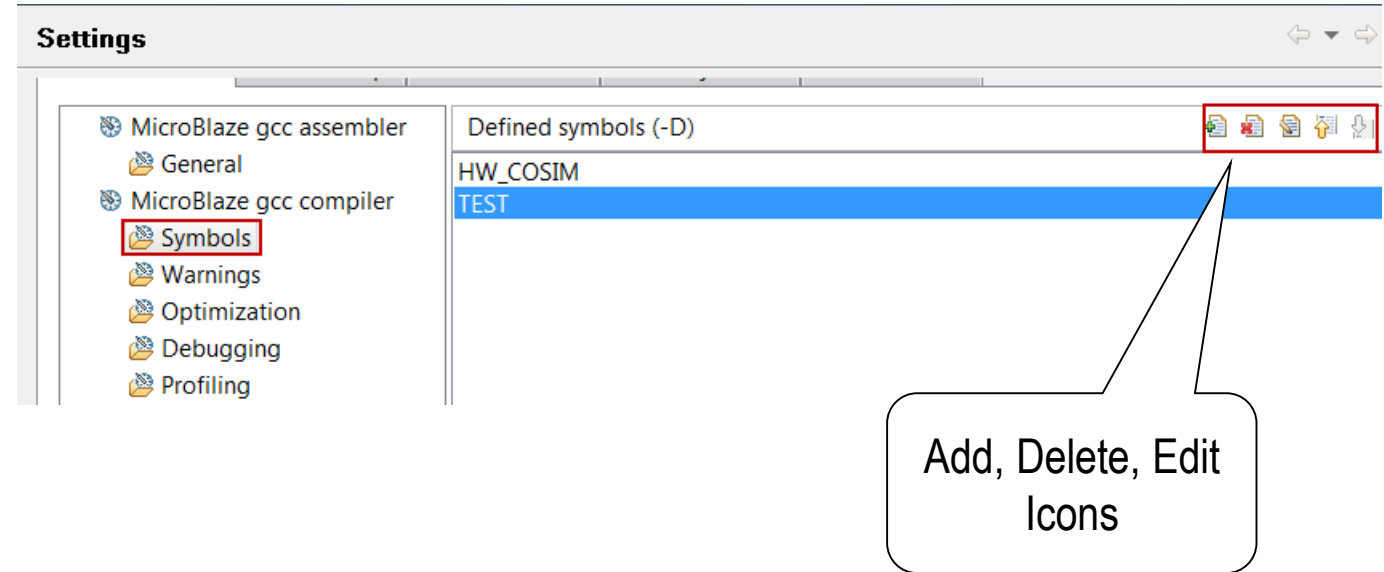 Settings
MicroBlaze gcc assembler
General
MicroBlaze gcc compiler
Symbols
Warnings
Optimization
Debugging
Profiling
Defined symbols (-D)
HW_COSIM
TEST
Add, Delete, Edit
Icons